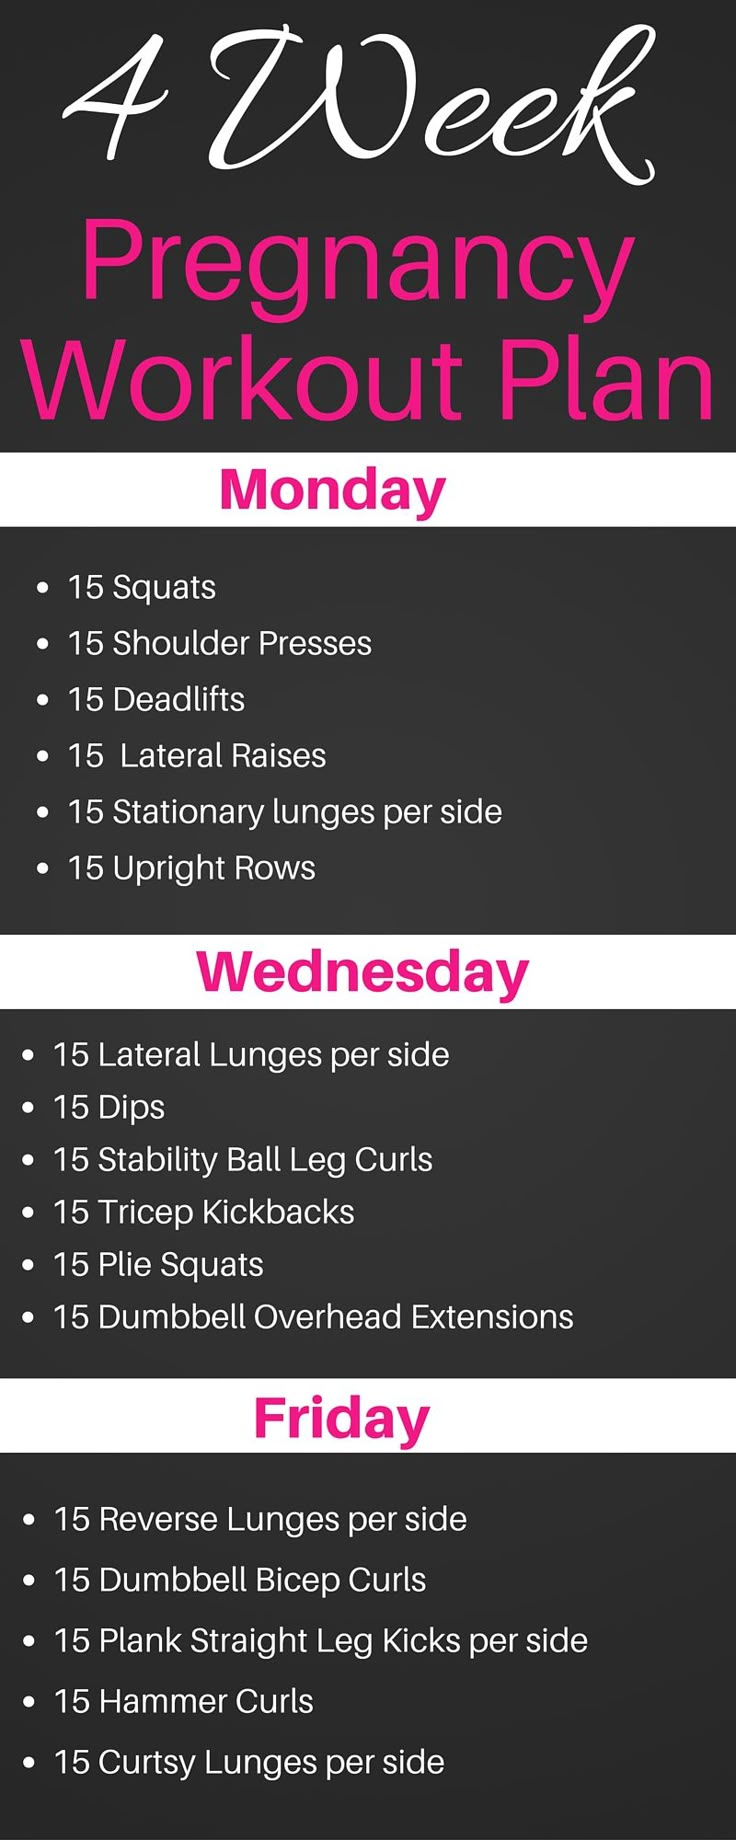 4 Week
Pregnancy
Workout Plan
Monday
• 15 Squats
• 15 Shoulder Presses
• 15 Deadlifts
• 15  Lateral Raises
• 15 Stationary lunges per side
• 15 Upright Rows
Wednesday
• 15 Lateral Lunges per side
• 15 Dips
• 15 Stability Ball Leg Curls
• 15 Tricep Kickbacks
• 15 Plie Squats
• 15 Dumbbell Overhead Extensions
Friday
• 15 Reverse Lunges per side
• 15 Dumbbell Bicep Curls
• 15 Plank Straight Leg Kicks per side
• 15 Hammer Curls
• 15 Curtsy Lunges per side